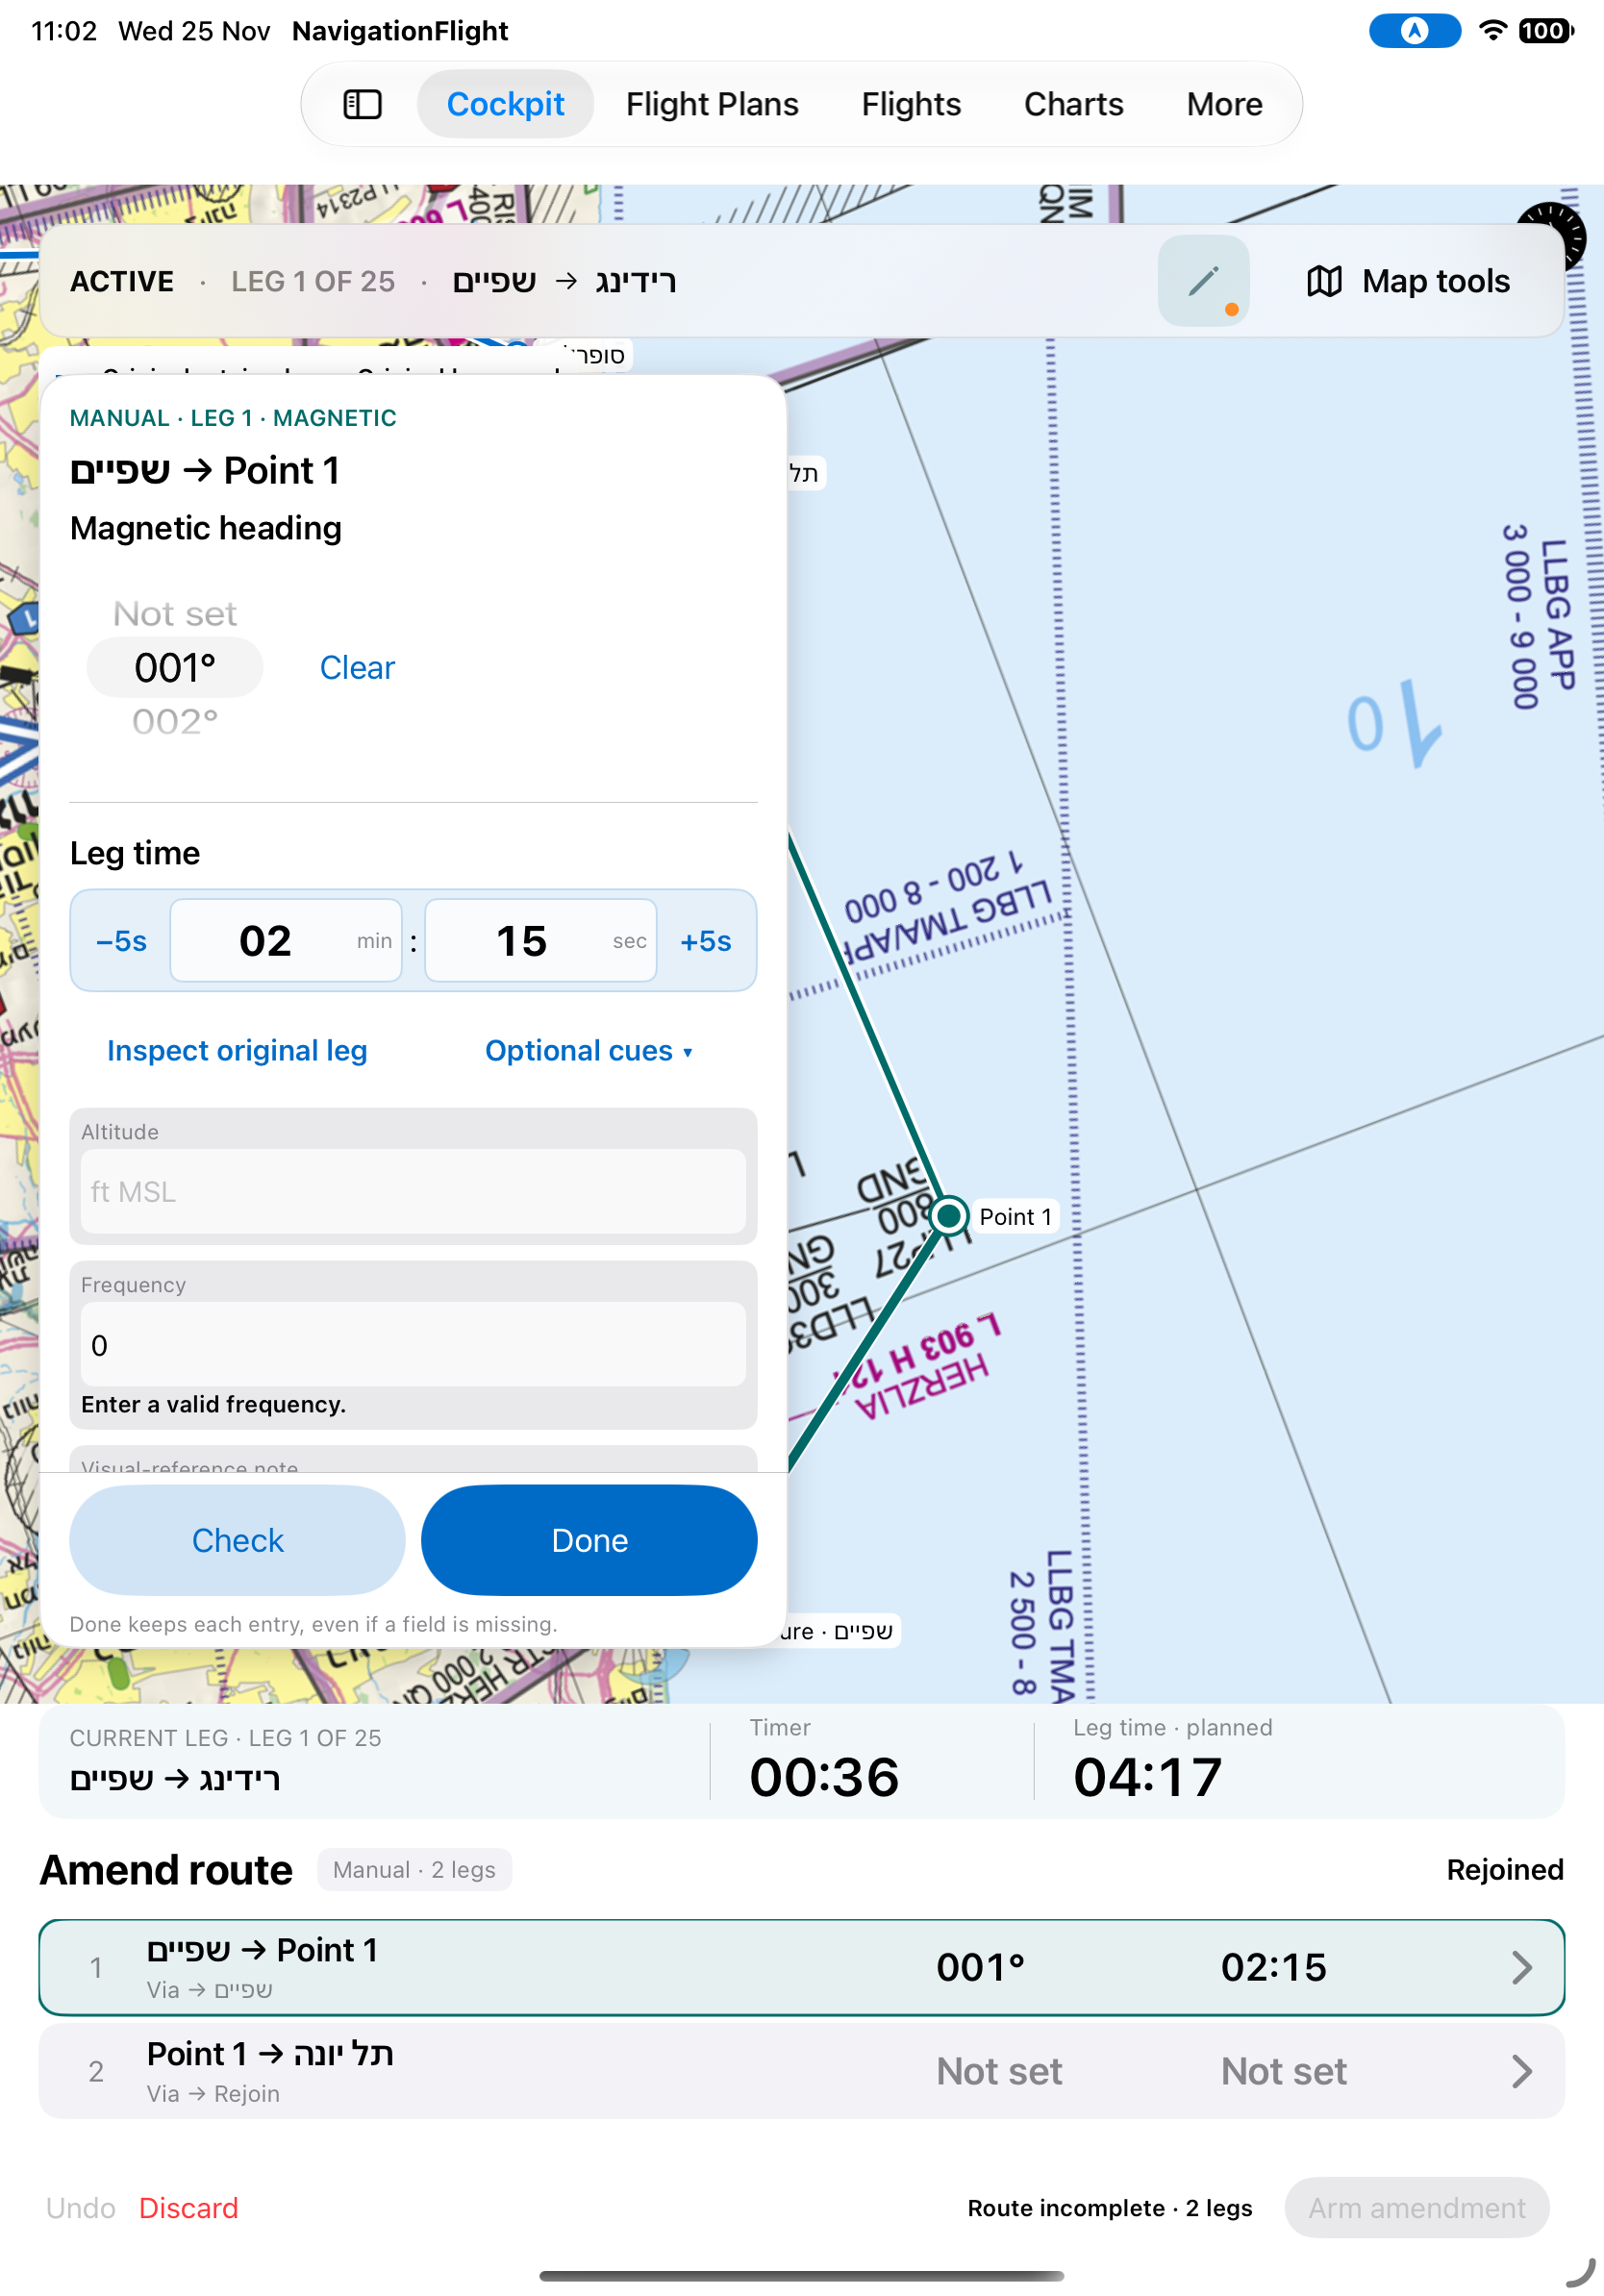 11:02 Wed 25 Nov NavigationFlight 100
Cockpit Flight Plans Flights Charts More
P2314
ACTIVE · LEG 1 OF 25 · שפיים → רידינג
Map tools
MANUAL · LEG 1 · MAGNETIC
שפיים → Point 1
Magnetic heading
Not set
001°
Clear
002°
Leg time
–5s 02 min : 15 sec +5s
Inspect original leg Optional cues ▾
Altitude
ft MSL
Frequency
0
Enter a valid frequency.
Visual-reference note
Check Done
Done keeps each entry, even if a field is missing.
תל
LLBG APP
3 000 - 9 000
10
LLBG TMA/APP
1 200 - 8 000
GND
Point 1
HERZLIA
L 903 H
LLBG TMA
2 500 - 8
שפיים
CURRENT LEG · LEG 1 OF 25
שפיים → רידינג
Timer
00:36
Leg time · planned
04:17
Amend route Manual · 2 legs Rejoined
1 שפיים → Point 1 001° 02:15
Via → שפיים
2 Point 1 → תל יונה Not set Not set
Via → Rejoin
Undo Discard Route incomplete · 2 legs Arm amendment